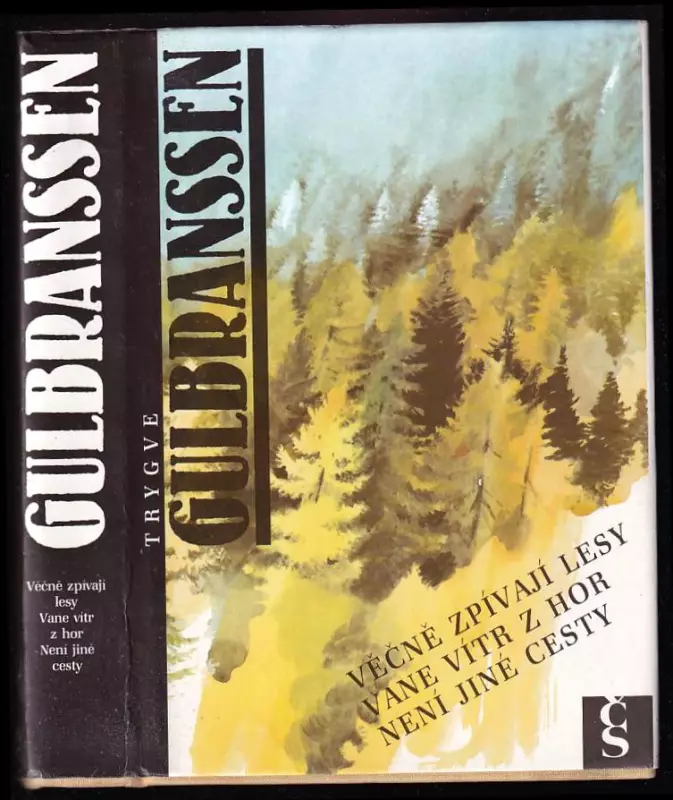 GULBRANSSEN
Věčně zpívají
lesy
Vane vítr
z hor
Není jiné
cesty
TRYGVE
GULBRANSSEN
VĚČNĚ ZPÍVAJÍ LESY
VANE VÍTR Z HOR
NENÍ JINÉ CESTY
ČS